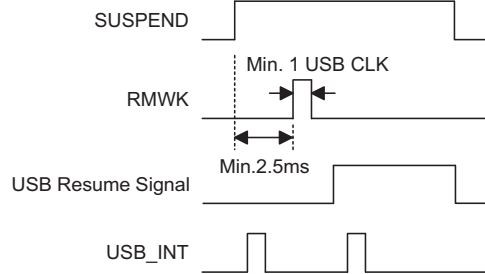 SUSPEND
Min. 1 USB CLK
RMWK
Min.2.5ms
USB Resume Signal
USB_INT